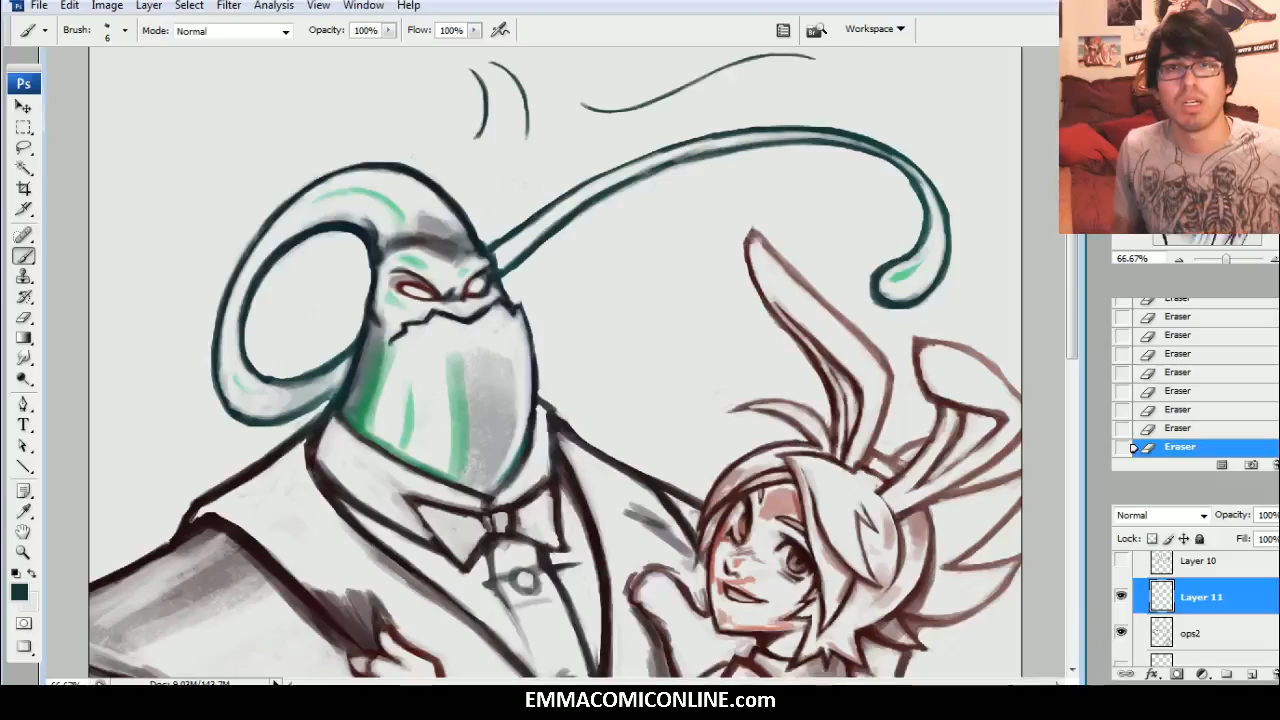 File Edit Image Layer Select Filter Analysis View Window Help
Brush: 6 Mode: Normal Opacity: 100% Flow: 100% Workspace
Ps
66.67%
Eraser
Eraser
Eraser
Eraser
Eraser
Eraser
Eraser
Eraser
Normal Opacity: 100%
Lock: Fill: 100%
Layer 10
Layer 11
ops2
EMMACOMICONLINE.com